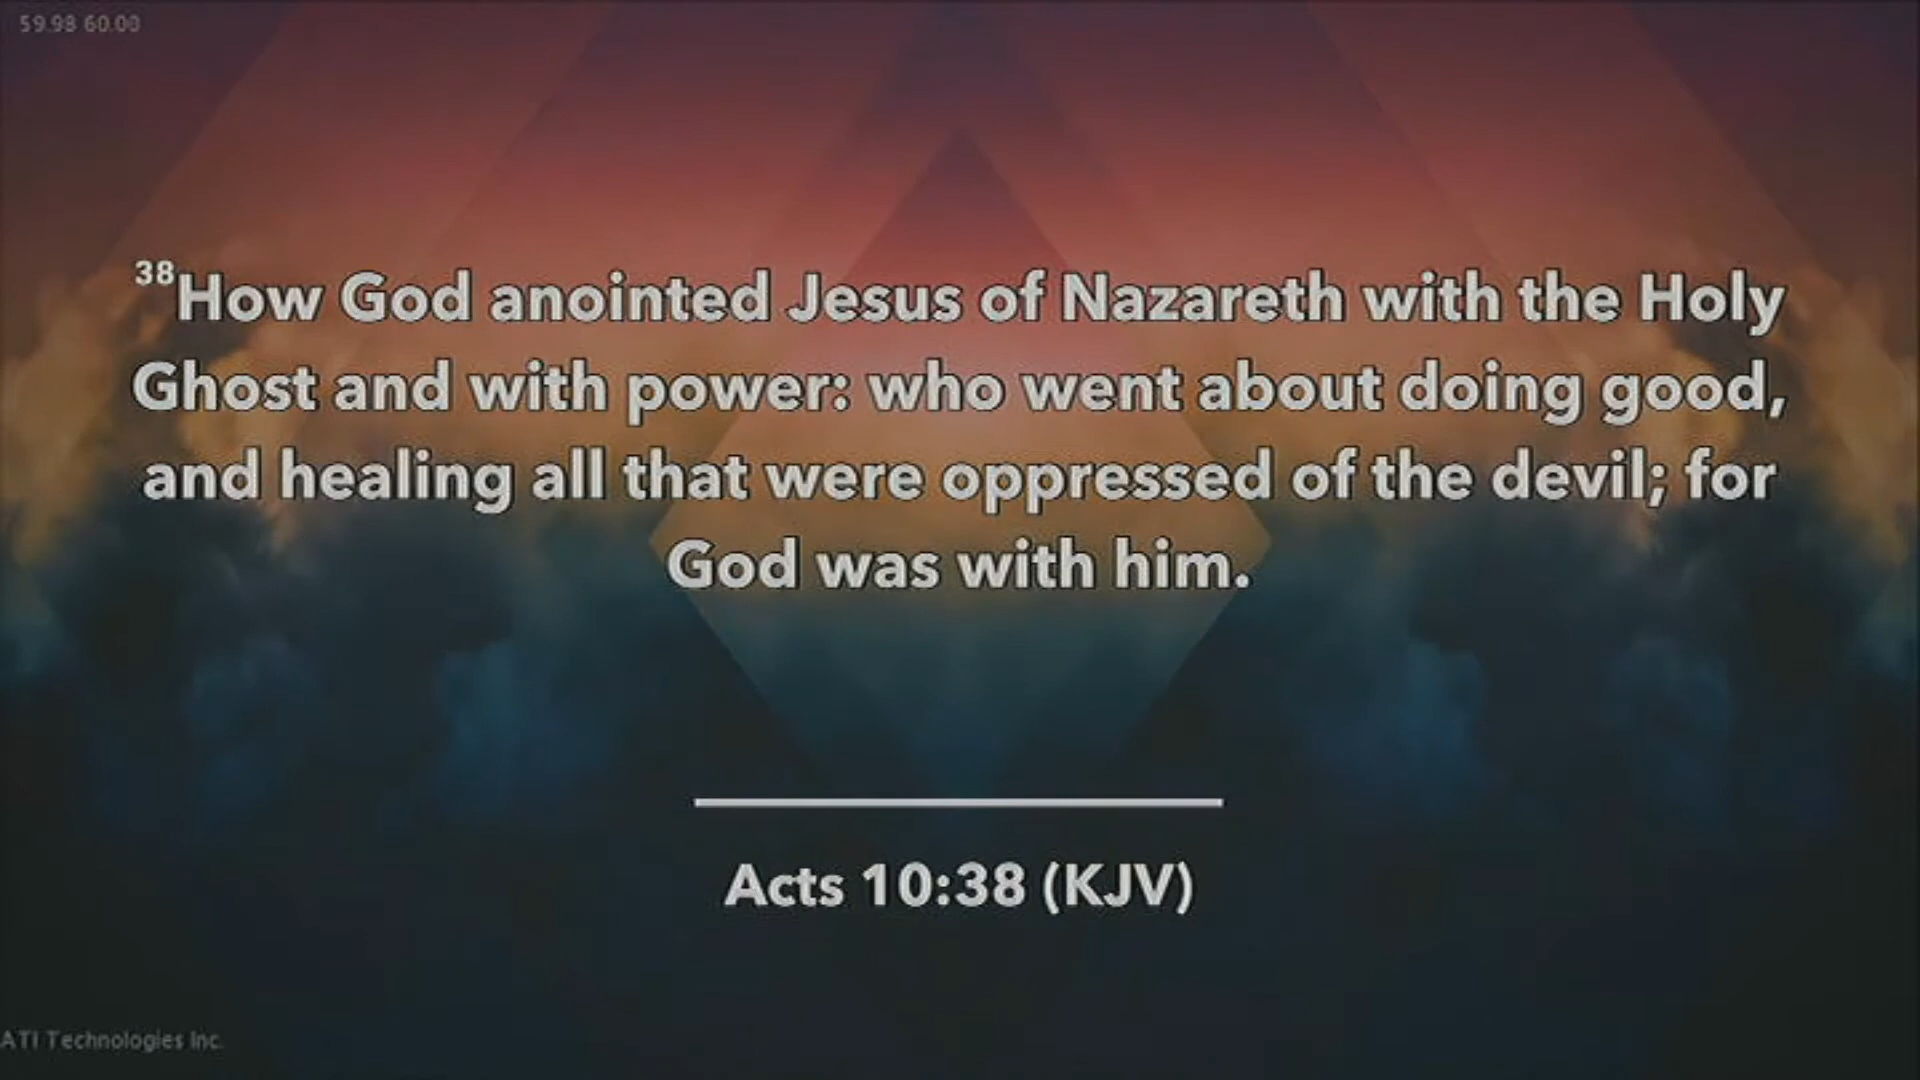 59.98 60.00
38How God anointed Jesus of Nazareth with the Holy
Ghost and with power: who went about doing good,
and healing all that were oppressed of the devil; for
God was with him.
Acts 10:38 (KJV)
ATI Technologies Inc.